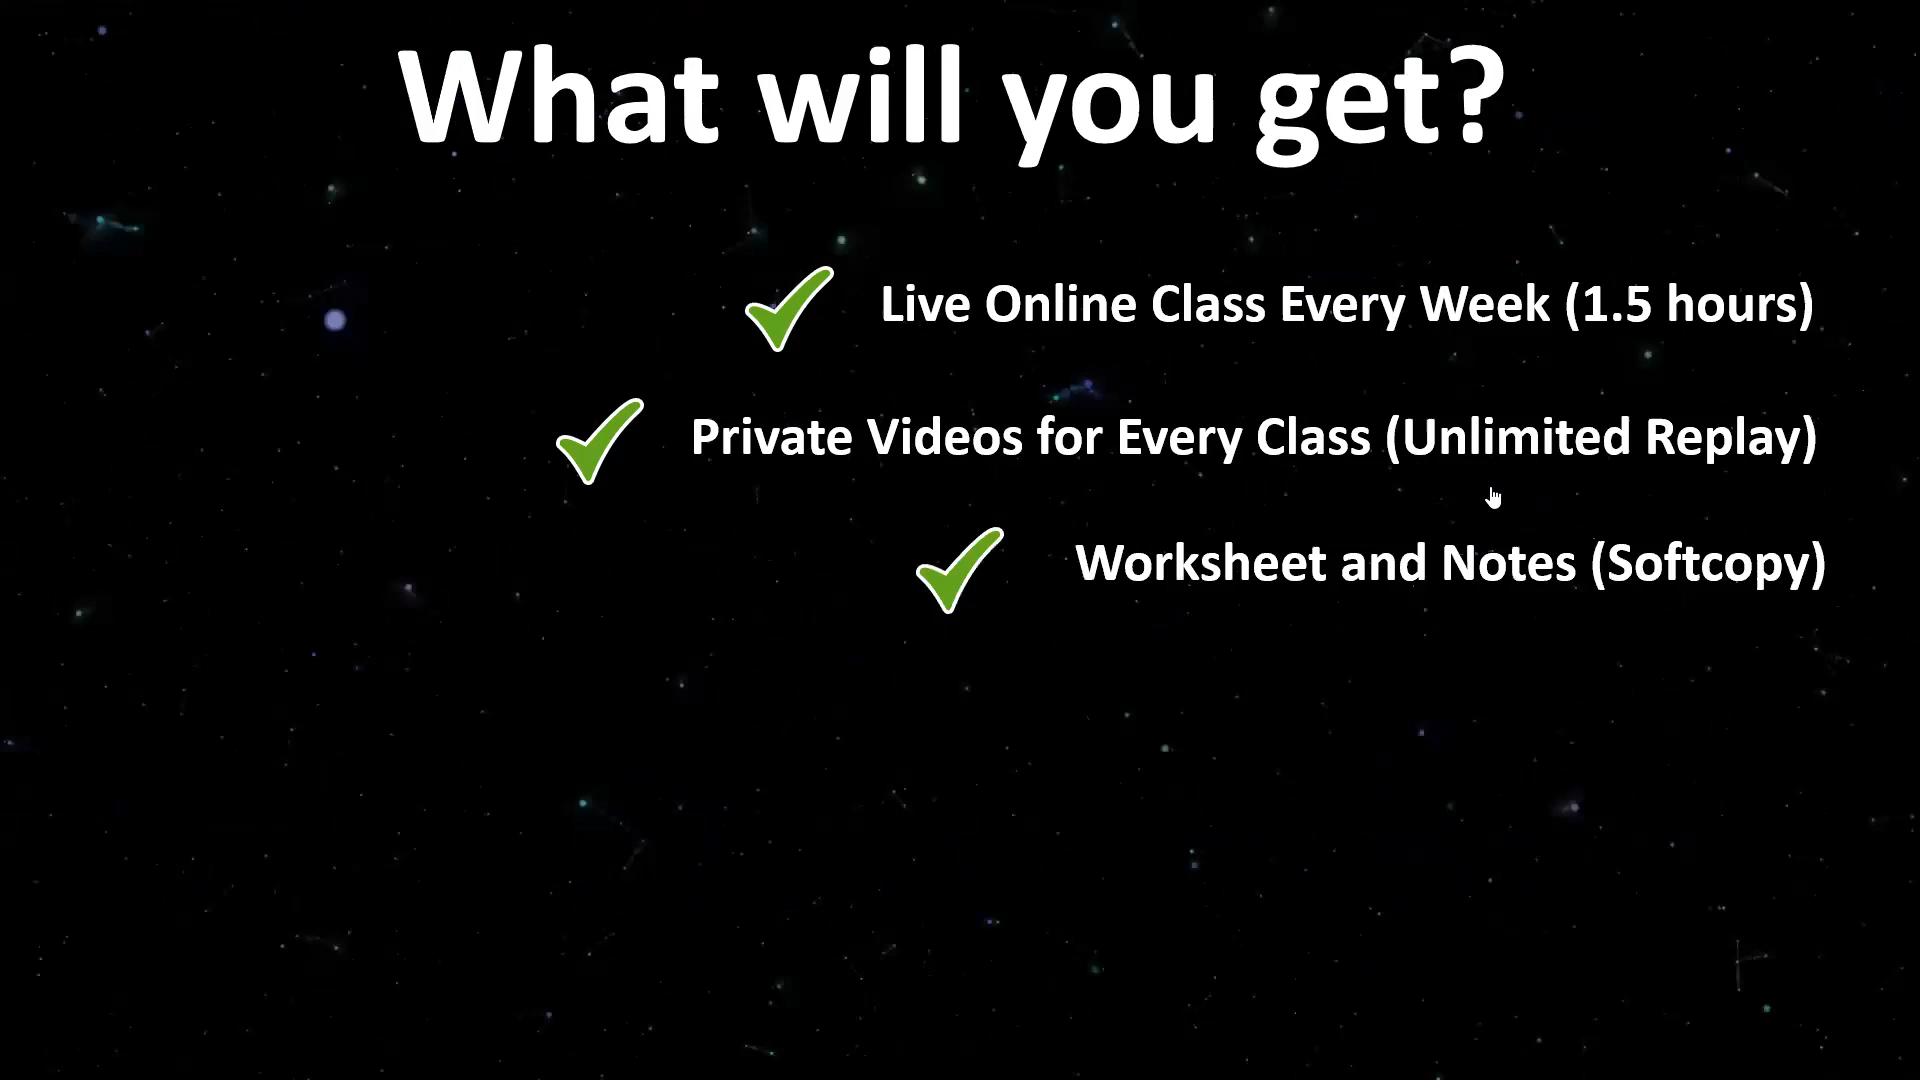 What will you get?
Live Online Class Every Week (1.5 hours)
Private Videos for Every Class (Unlimited Replay)
Worksheet and Notes (Softcopy)